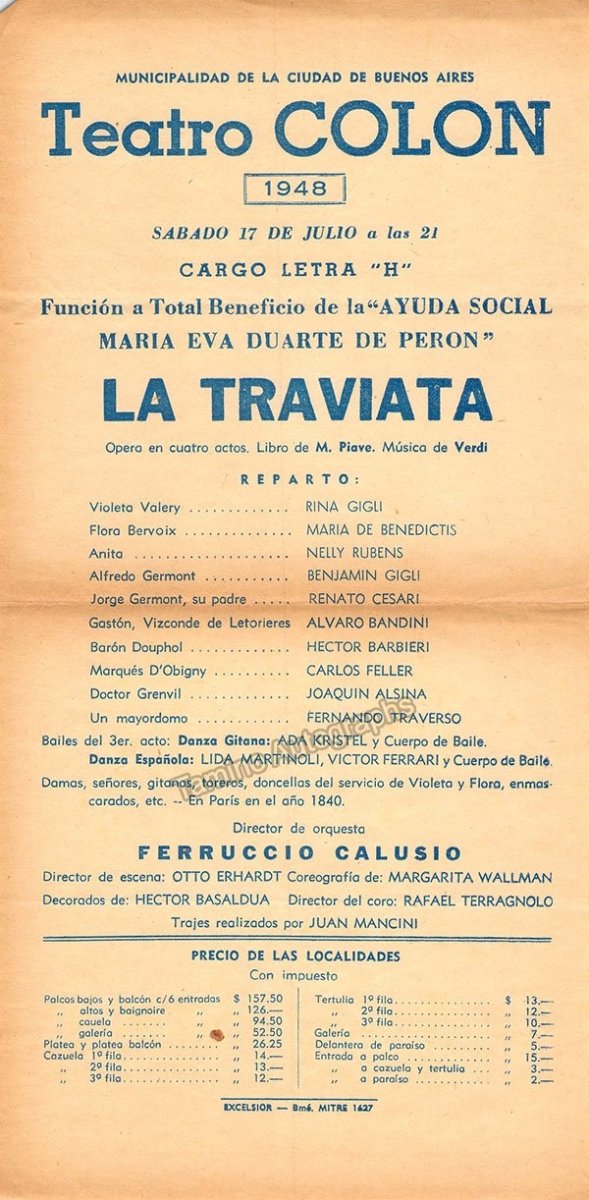 MUNICIPALIDAD DE LA CIUDAD DE BUENOS AIRES
Teatro COLON
1948
SABADO 17 DE JULIO a las 21
CARGO LETRA "H"
Función a Total Beneficio de la "AYUDA SOCIAL
MARIA EVA DUARTE DE PERON"
LA TRAVIATA
Opera en cuatro actos. Libro de M. Piave. Música de Verdi
REPARTO:
Violeta Valery ............. RINA GIGLI
Flora Bervoix .............. MARIA DE BENEDICTIS
Anita .................... NELLY RUBENS
Alfredo Germont ........... BENJAMIN GIGLI
Jorge Germont, su padre ..... RENATO CESARI
Gastón, Vizconde de Letorieres ALVARO BANDINI
Barón Douphol ............. HECTOR BARBIERI
Marqués D'Obigny .......... CARLOS FELLER
Doctor Grenvil ............. JOAQUIN ALSINA
Un mayordomo ............. FERNANDO TRAVERSO
Bailes del 3er. acto: Danza Gitana: ADA KRISTEL y Cuerpo de Baile.
Danza Española: LIDA MARTINOLI, VICTOR FERRARI y Cuerpo de Baile.
Damas, señores, gitanos, toreros, doncellas del servicio de Violeta y Flora, enmas-
carados, etc. -- En París en el año 1840.
Tamino Autographs
Director de orquesta
FERRUCCIO CALUSIO
Director de escena: OTTO ERHARDT Coreografía de: MARGARITA WALLMAN
Decorados de: HECTOR BASALDUA Director del coro: RAFAEL TERRAGNOLO
Trajes realizados por JUAN MANCINI
PRECIO DE LAS LOCALIDADES
Con impuesto
Palcos bajos y balcón c/6 entradas $ 157.50
„ altos y baignoire „ „ 126.—
„ cauela ....... „ „ 94.50
„ galería ....... „ „ 52.50
Platea y platea balcón ......... „ 26.25
Cazuela 1º fila ............... „ 14.—
„ 2º fila ............... „ 13.—
„ 3º fila ............... „ 12.—
Tertulia 1º fila ............... $ 13.—
„ 2º fila ............... „ 12.—
„ 3º fila ............... „ 10.—
Galería ..................... „ 7.—
Delantera de paraíso ......... „ 5.—
Entrada a palco ............. „ 15.—
„ a cazuela y tertulia ... „ 3.—
„ a paraíso ........... „ 2.—
EXCELSIOR — Bmé. MITRE 1627